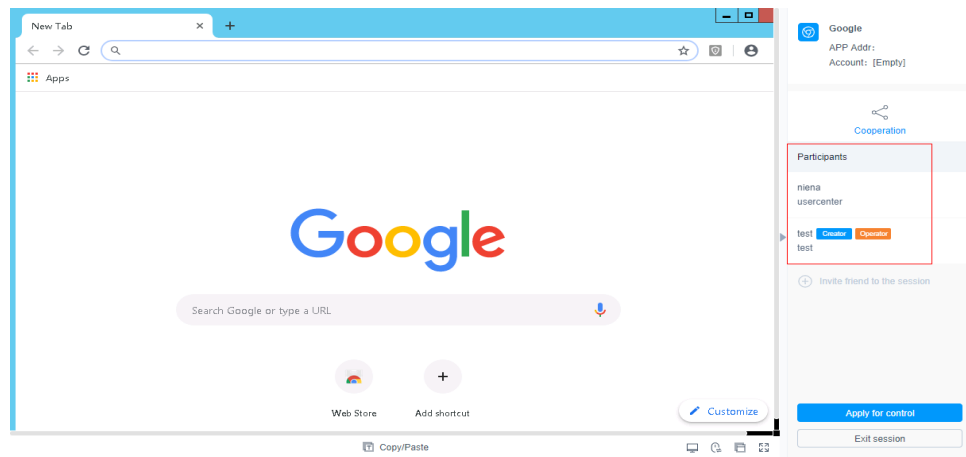 New Tab
Apps
Google
Search Google or type a URL
Web Store
Add shortcut
Customize
Copy/Paste
Google
APP Addr:
Account: [Empty]
Cooperation
Participants
niena
usercenter
test Creator Operator
test
Invite friend to the session
Apply for control
Exit session